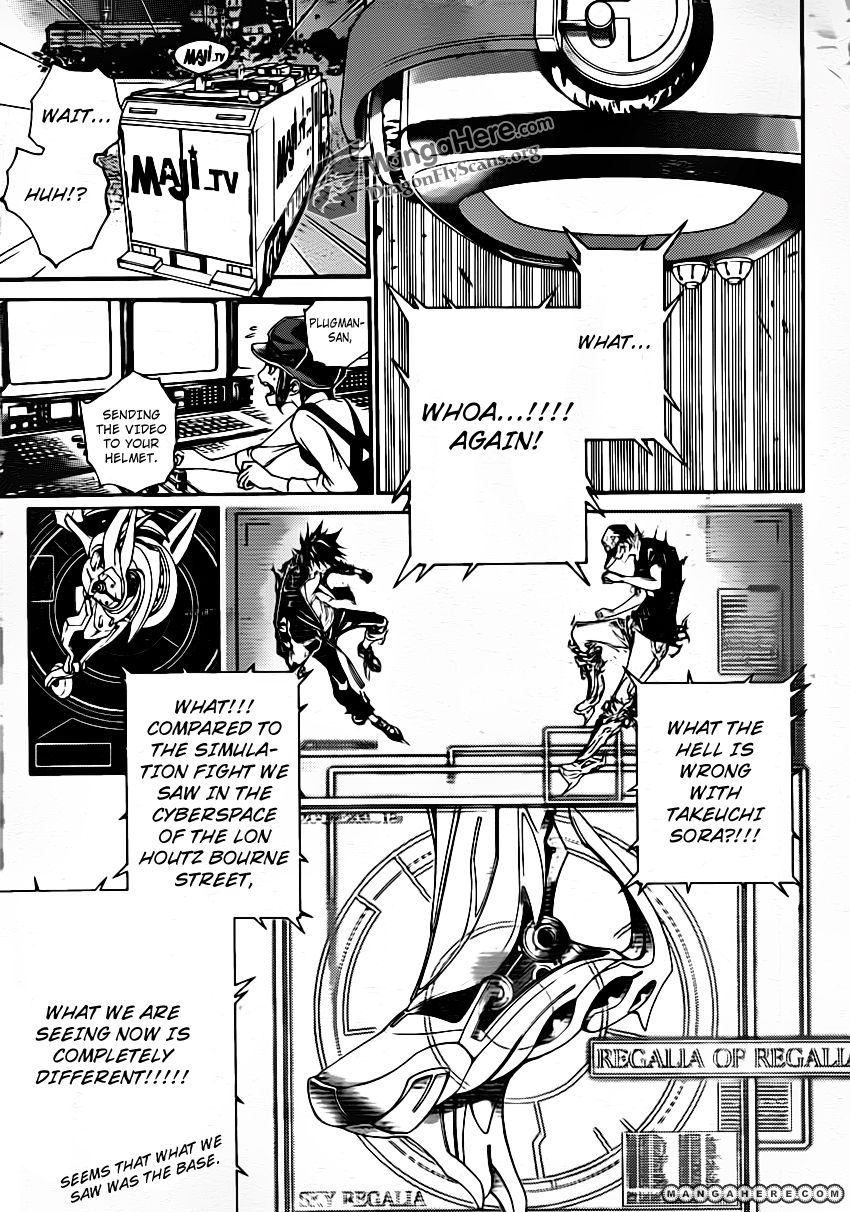 WHAT...
WHOA...!!!!
AGAIN!
MAJI.TV
WAIT...
HUH!?
MAJI_TV
MAJI_TV
MangaHere.com
DragonFlyScans.org
PLUGMAN-
SAN,
SENDING
THE VIDEO
TO YOUR
HELMET.
WHAT THE
HELL IS
WRONG
WITH
TAKEUCHI
SORA?!!!
WHAT!!!
COMPARED TO
THE SIMULA-
TION FIGHT WE
SAW IN THE
CYBERSPACE
OF THE LON
HOUTZ BOURNE
STREET,
WHAT WE ARE
SEEING NOW IS
COMPLETELY
DIFFERENT!!!!!
SEEMS THAT WHAT WE
SAW WAS THE BASE.
REGALIA OF REGALIA
SKY REGALIA
MANGAHERE.COM